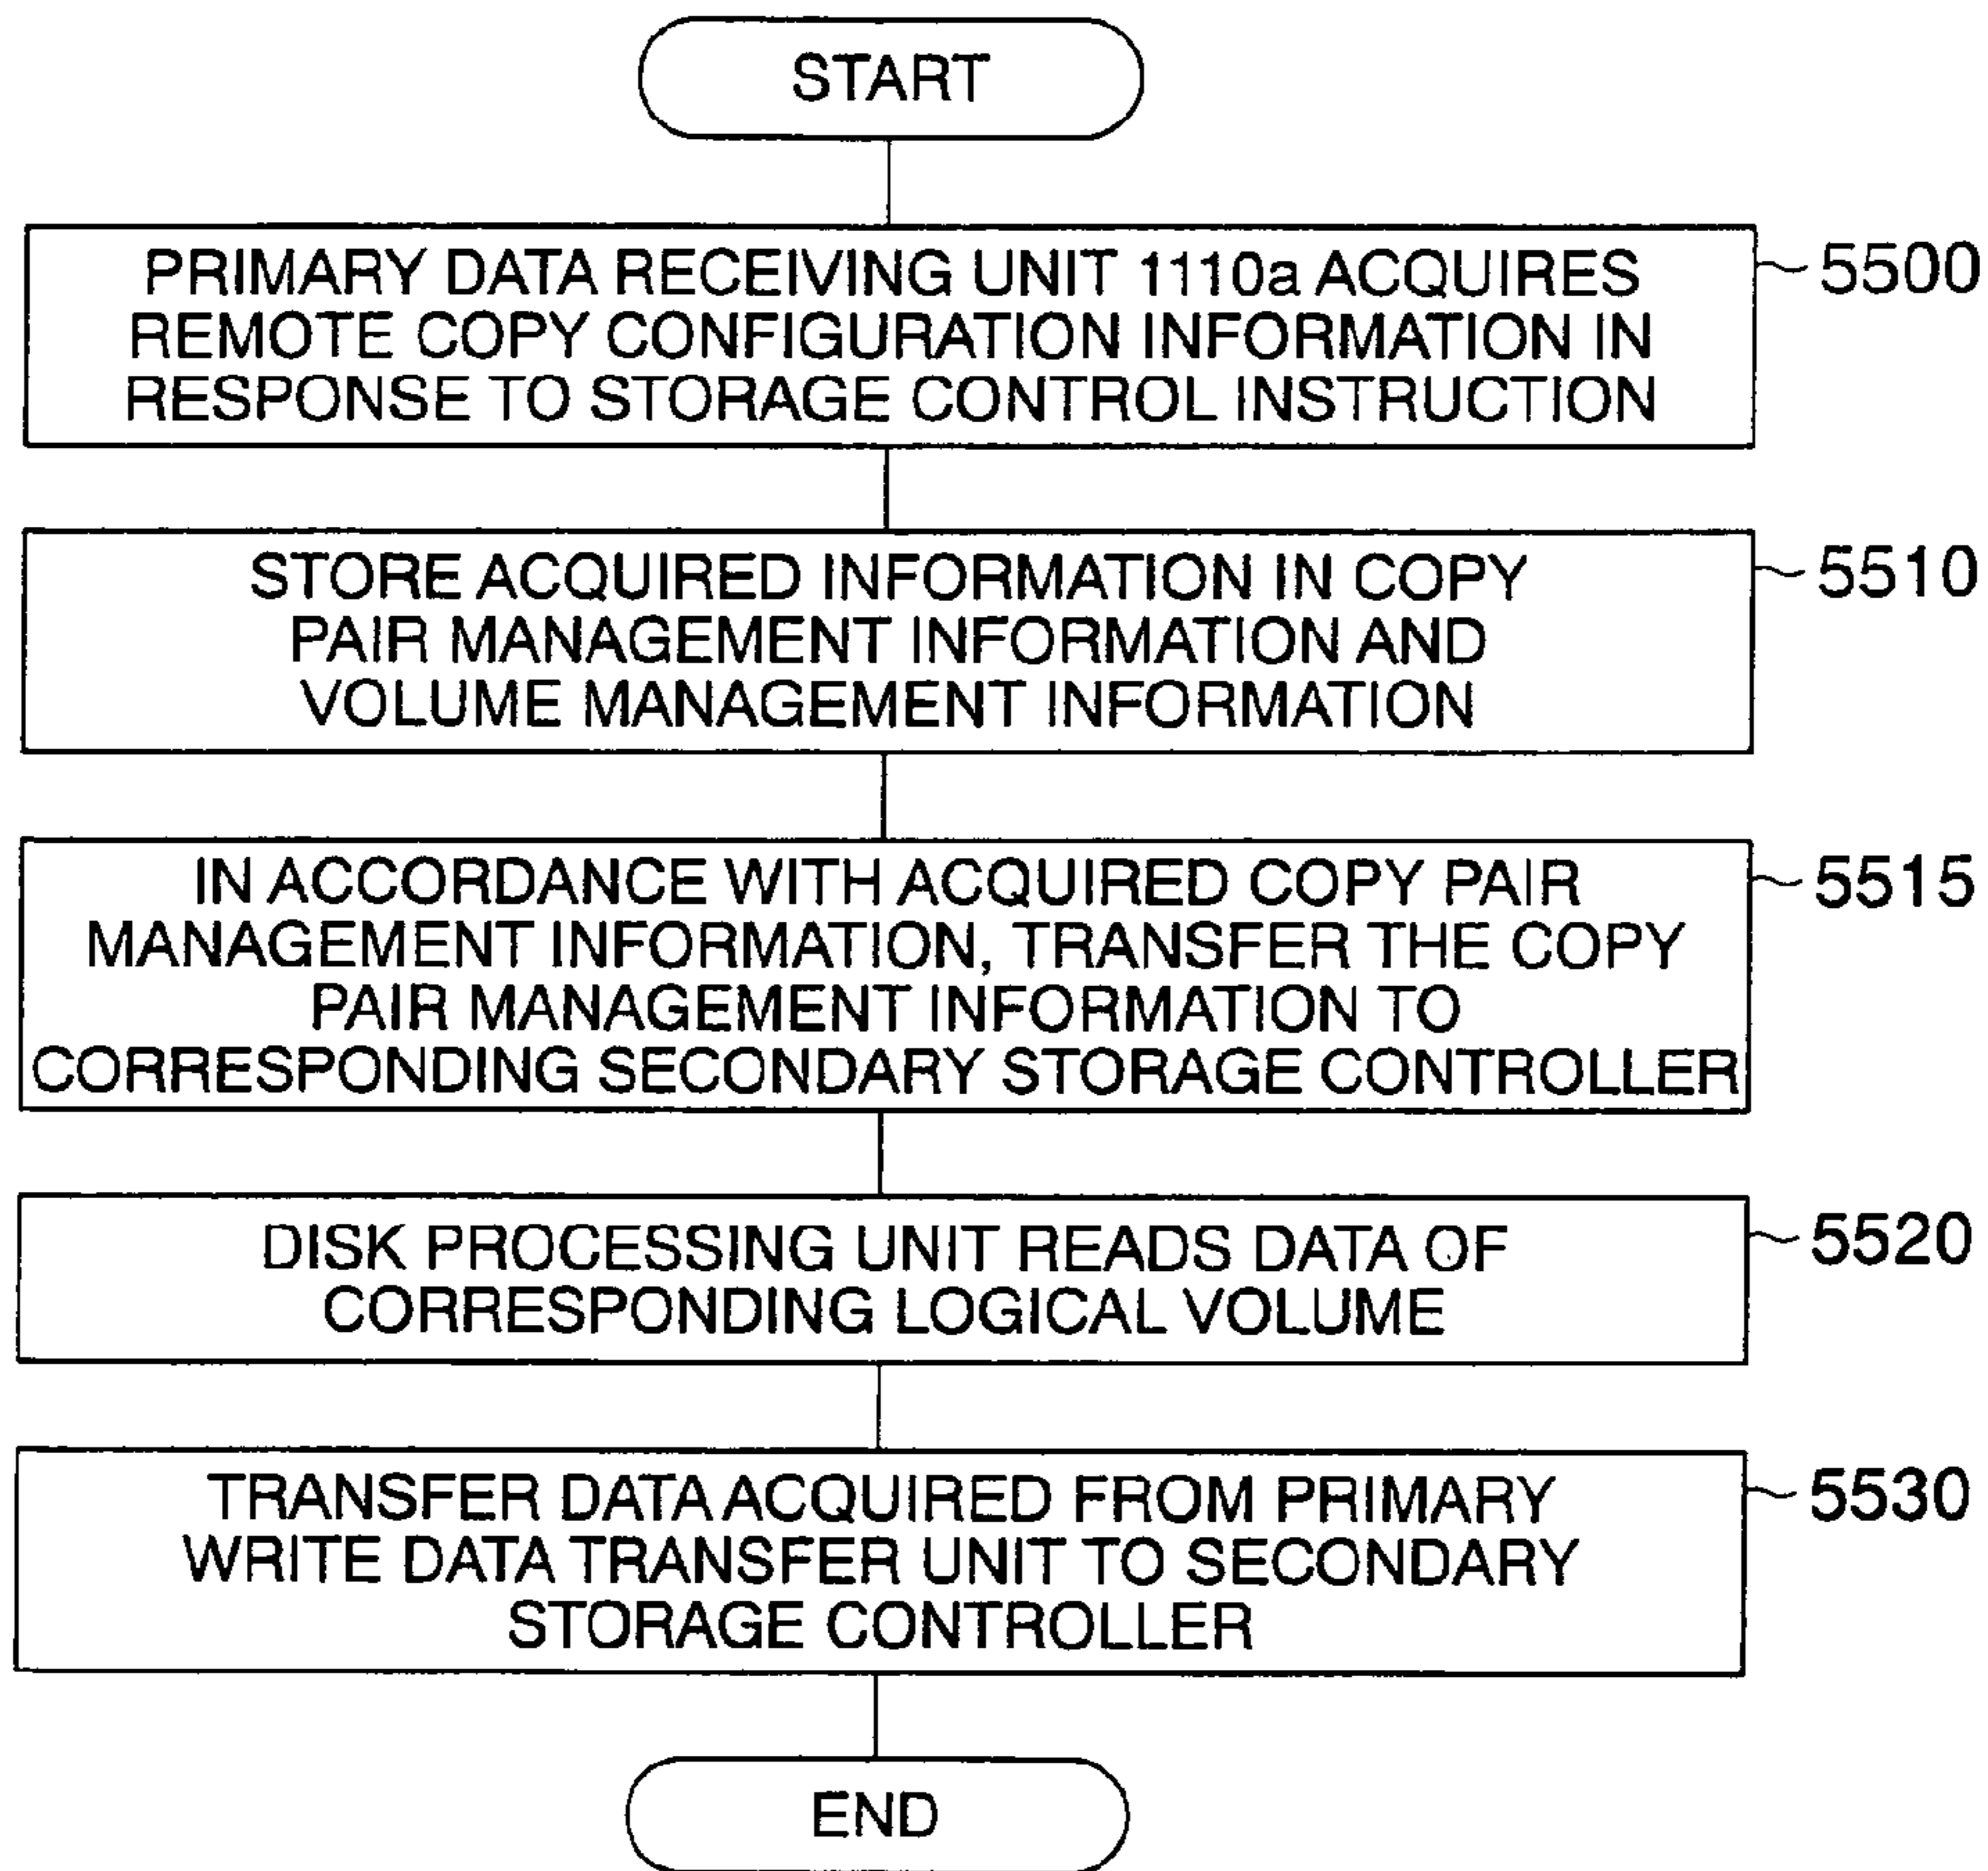 START
PRIMARY DATA RECEIVING UNIT 1110a ACQUIRES
REMOTE COPY CONFIGURATION INFORMATION IN
RESPONSE TO STORAGE CONTROL INSTRUCTION
5500
STORE ACQUIRED INFORMATION IN COPY
PAIR MANAGEMENT INFORMATION AND
VOLUME MANAGEMENT INFORMATION
5510
IN ACCORDANCE WITH ACQUIRED COPY PAIR
MANAGEMENT INFORMATION, TRANSFER THE COPY
PAIR MANAGEMENT INFORMATION TO
CORRESPONDING SECONDARY STORAGE CONTROLLER
5515
DISK PROCESSING UNIT READS DATA OF
CORRESPONDING LOGICAL VOLUME
5520
TRANSFER DATA ACQUIRED FROM PRIMARY
WRITE DATA TRANSFER UNIT TO SECONDARY
STORAGE CONTROLLER
5530
END